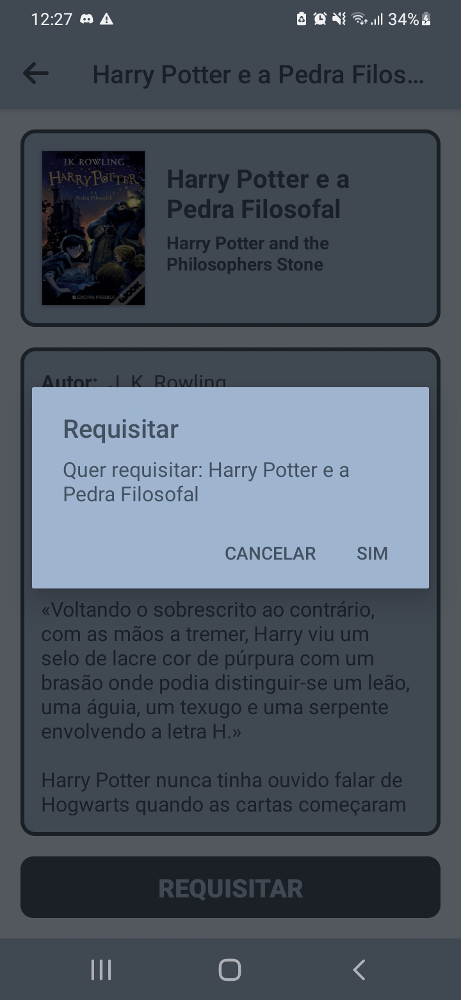 12:27
34%
Harry Potter e a Pedra Filos...
J.K. ROWLING
HARRY POTTER
e a
Pedra Filosofal
EDITORIAL PRESENÇA
WOOK
Harry Potter e a
Pedra Filosofal
Harry Potter and the
Philosophers Stone
Autor: J. K. Rowling
Requisitar
Quer requisitar: Harry Potter e a
Pedra Filosofal
CANCELAR SIM
«Voltando o sobrescrito ao contrário,
com as mãos a tremer, Harry viu um
selo de lacre cor de púrpura com um
brasão onde podia distinguir-se um leão,
uma águia, um texugo e uma serpente
envolvendo a letra H.»
Harry Potter nunca tinha ouvido falar de
Hogwarts quando as cartas começaram
REQUISITAR